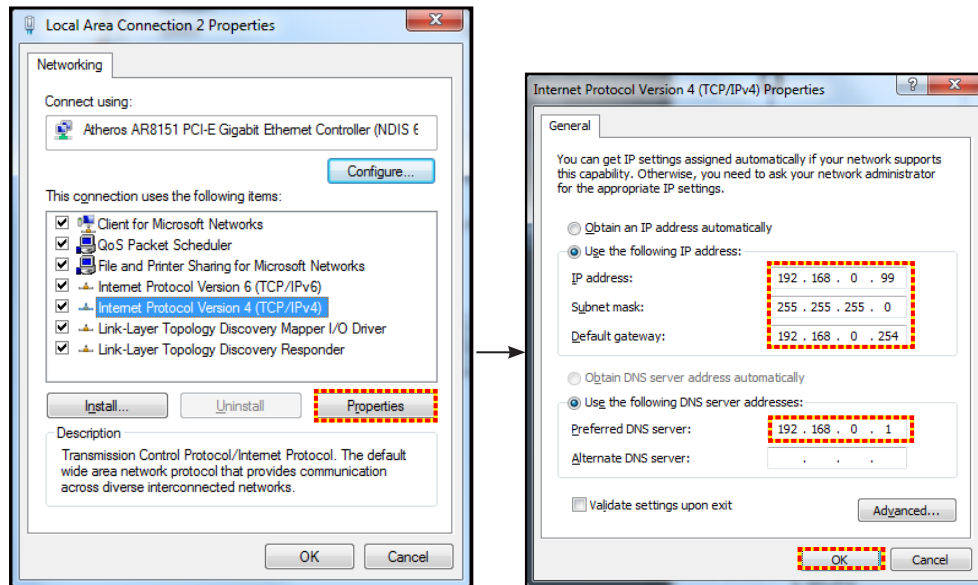 Local Area Connection 2 Properties
Networking
Connect using:
Atheros AR8151 PCI-E Gigabit Ethernet Controller (NDIS 6
Configure...
This connection uses the following items:
Client for Microsoft Networks
QoS Packet Scheduler
File and Printer Sharing for Microsoft Networks
Internet Protocol Version 6 (TCP/IPv6)
Internet Protocol Version 4 (TCP/IPv4)
Link-Layer Topology Discovery Mapper I/O Driver
Link-Layer Topology Discovery Responder
Install...
Uninstall
Properties
Description
Transmission Control Protocol/Internet Protocol. The default
wide area network protocol that provides communication
across diverse interconnected networks.
OK
Cancel
Internet Protocol Version 4 (TCP/IPv4) Properties
General
You can get IP settings assigned automatically if your network supports
this capability. Otherwise, you need to ask your network administrator
for the appropriate IP settings.
Obtain an IP address automatically
Use the following IP address:
IP address: 192 . 168 . 0 . 99
Subnet mask: 255 . 255 . 255 . 0
Default gateway: 192 . 168 . 0 . 254
Obtain DNS server address automatically
Use the following DNS server addresses:
Preferred DNS server: 192 . 168 . 0 . 1
Alternate DNS server: . . .
Validate settings upon exit
Advanced...
OK
Cancel